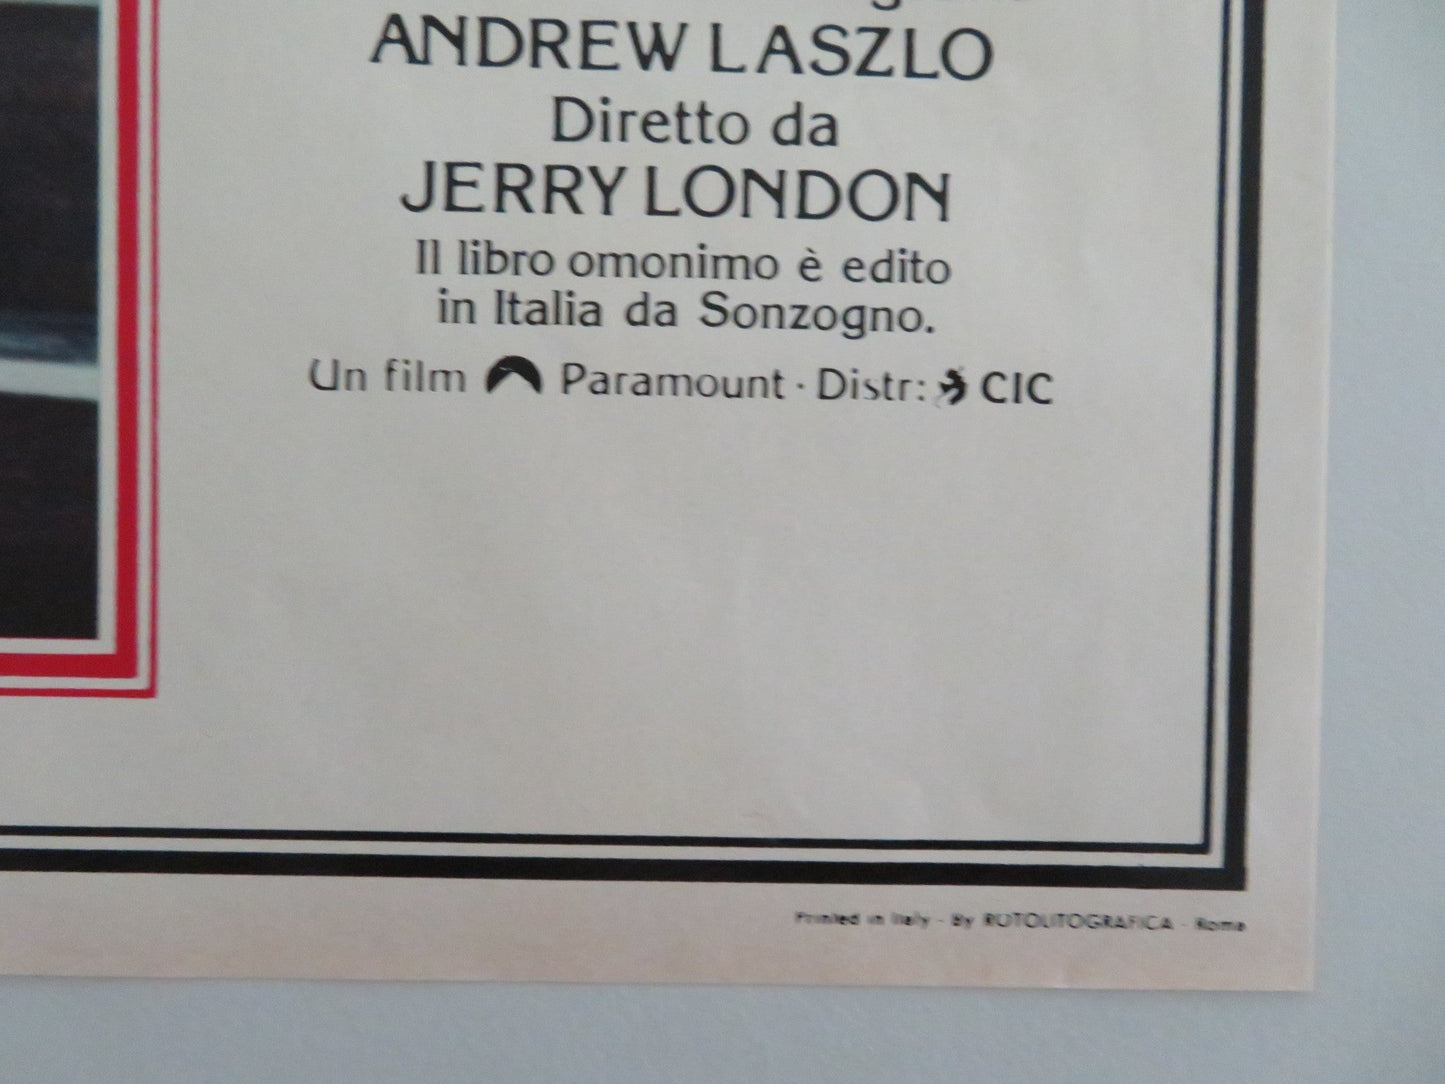 ANDREW LASZLO
Diretto da
JERRY LONDON
Il libro omonimo è edito
in Italia da Sonzogno.
Un film Paramount · Distr: CIC
Printed in Italy - By ROTOLITOGRAFICA - Roma